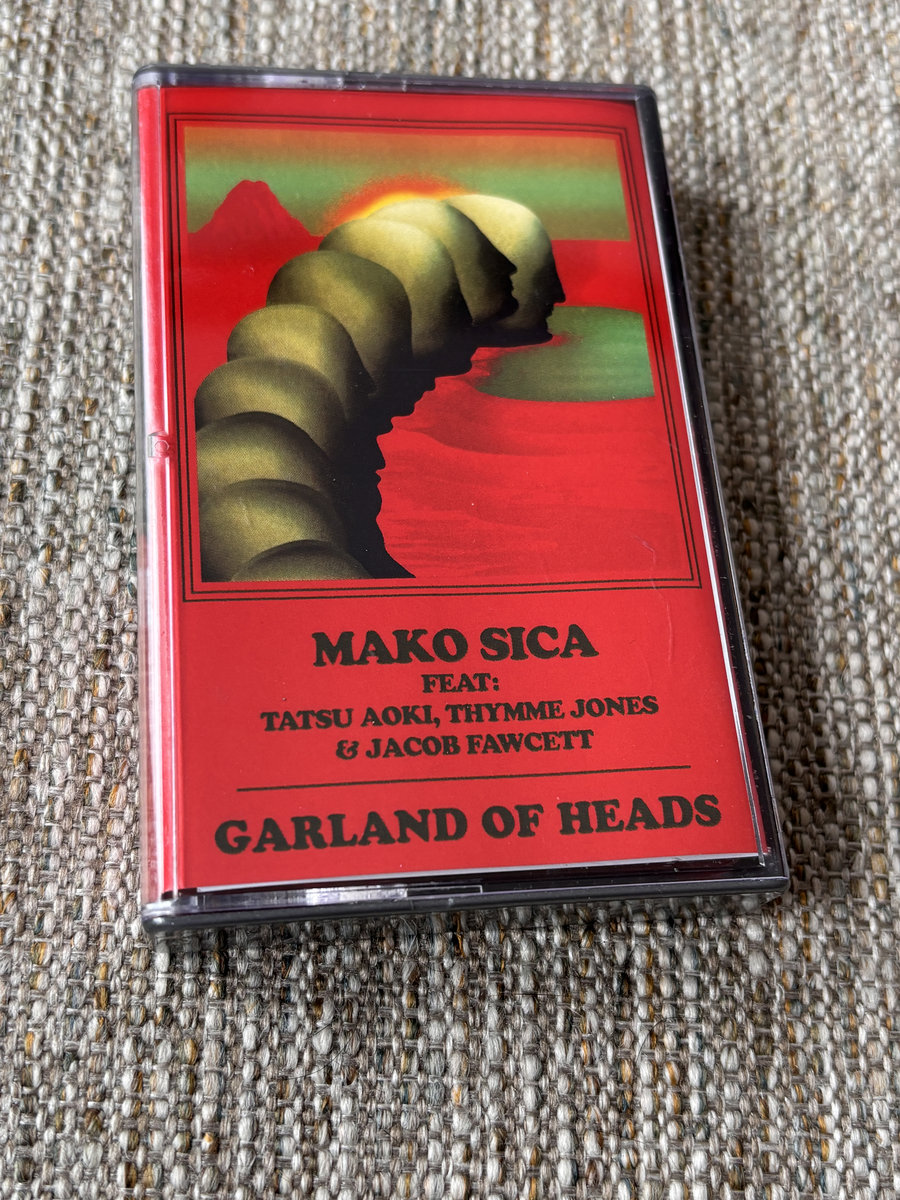 MAKO SICA
FEAT:
TATSU AOKI, THYMME JONES
& JACOB FAWCETT
GARLAND OF HEADS